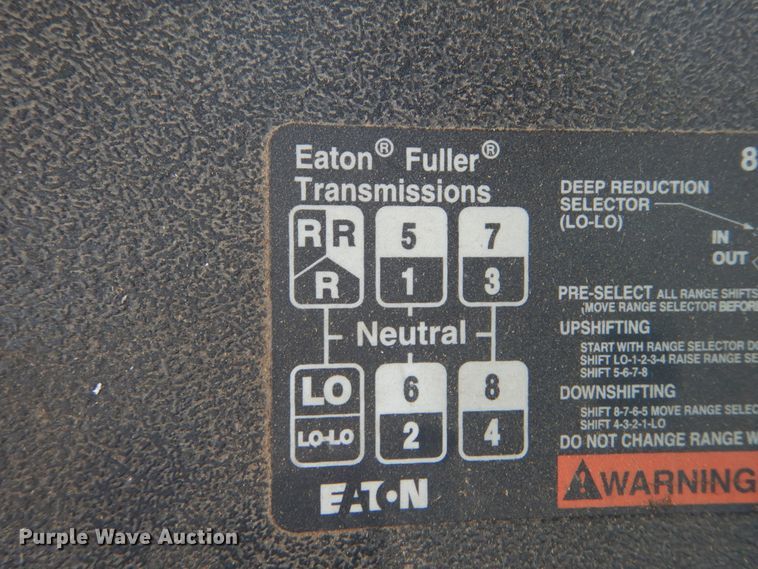 Eaton® Fuller®
Transmissions
R R
R
5
1
7
3
Neutral
LO
LO-LO
6
2
8
4
EATON
8
DEEP REDUCTION
SELECTOR
(LO-LO)
IN
OUT
PRE-SELECT ALL RANGE SHIFTS
(MOVE RANGE SELECTOR
UPSHIFTING
START WITH RANGE SELECTOR
SHIFT LO-1-2-3-4 RAISE RANGE
SHIFT 5-6-7-8
DOWNSHIFTING
SHIFT 8-7-6-5 MOVE RANGE
SHIFT 4-3-2-1-LO
DO NOT CHANGE RANGE
WARNING
Purple Wave Auction